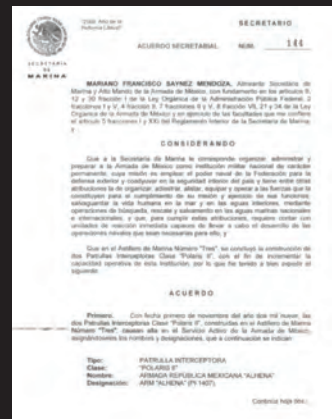 "2009. Año de la
Reforma Liberal"
SECRETARIO
ACUERDO SECRETARIAL NÚM. 144
SECRETARÍA
DE
MARINA
MARIANO FRANCISCO SAYNEZ MENDOZA, Almirante Secretario de
Marina y Alto Mando de la Armada de México, con fundamento en los artículos
12 y 30 fracción I de la Ley Orgánica de la Administración Pública Federal, 2
fracciones I y V, 4 fracción II, 7 fracciones II y V, 8 fracción VII, 21 y 24 de la Ley
Orgánica de la Armada de México y en ejercicio de las facultades que me confiere
el artículo 5 fracciones I y XXI del Reglamento Interior de la Secretaría de Marina,
y
CONSIDERANDO
Que a la Secretaría de Marina le corresponde organizar, administrar y
preparar a la Armada de México como institución militar nacional de carácter
permanente, cuya misión es emplear el poder naval de la Federación para la
defensa exterior y coadyuvar en la seguridad interior del país y tiene entre otras
atribuciones la de organizar, adiestrar, alistar, equipar y operar a las fuerzas que la
constituyen para el cumplimiento de su misión y ejercicio de sus funciones,
salvaguardar la vida humana en la mar y en las aguas interiores, mediante
operaciones de búsqueda, rescate y salvamento en las aguas marinas nacionales
e internacionales, y que, para cumplir estas atribuciones, requiere contar con
unidades de reacción inmediata capaces de llevar a cabo el desarrollo de las
operaciones navales que sean necesarias para ello, y
Que en el Astillero de Marina Número "Tres", se concluyó la construcción de
dos Patrullas Interceptoras Clase "Polaris II", con el fin de incrementar la
capacidad operativa de esta Institución, por lo que he tenido a bien expedir el
siguiente
ACUERDO
Primero. Con fecha primero de noviembre del año dos mil nueve, las
dos Patrullas Interceptoras Clase "Polaris II", construidas en el Astillero de Marina
Número "Tres", causan alta en el Servicio Activo de la Armada de México,
asignándoseles los nombres y designaciones, que a continuación se indican:
Tipo: PATRULLA INTERCEPTORA
Clase: "POLARIS II"
Nombre: ARMADA REPÚBLICA MEXICANA "ALHENA"
Designación: ARM "ALHENA" (PI-1407)
Continúa hoja dos..